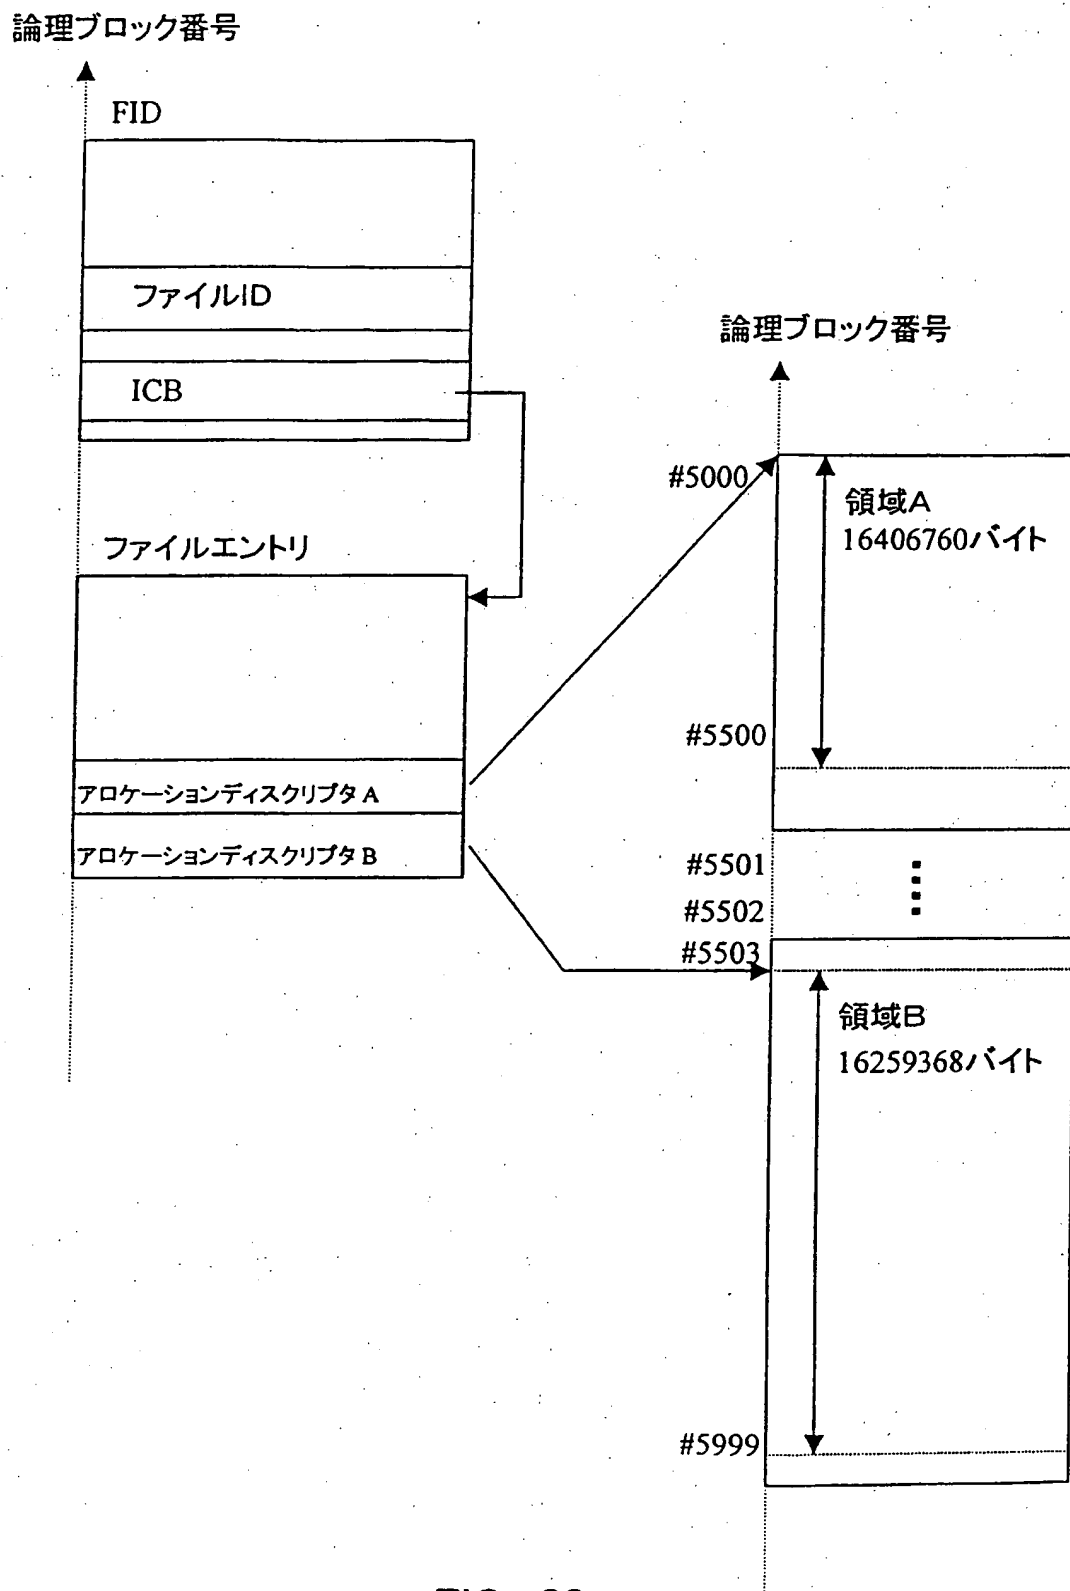 論理ブロック番号
FID
ファイルID
ICB
ファイルエントリ
アロケーションディスクリプタ A
アロケーションディスクリプタ B
論理ブロック番号
#5000
領域A
16406760バイト
#5500
#5501
#5502
#5503
領域B
16259368バイト
#5999